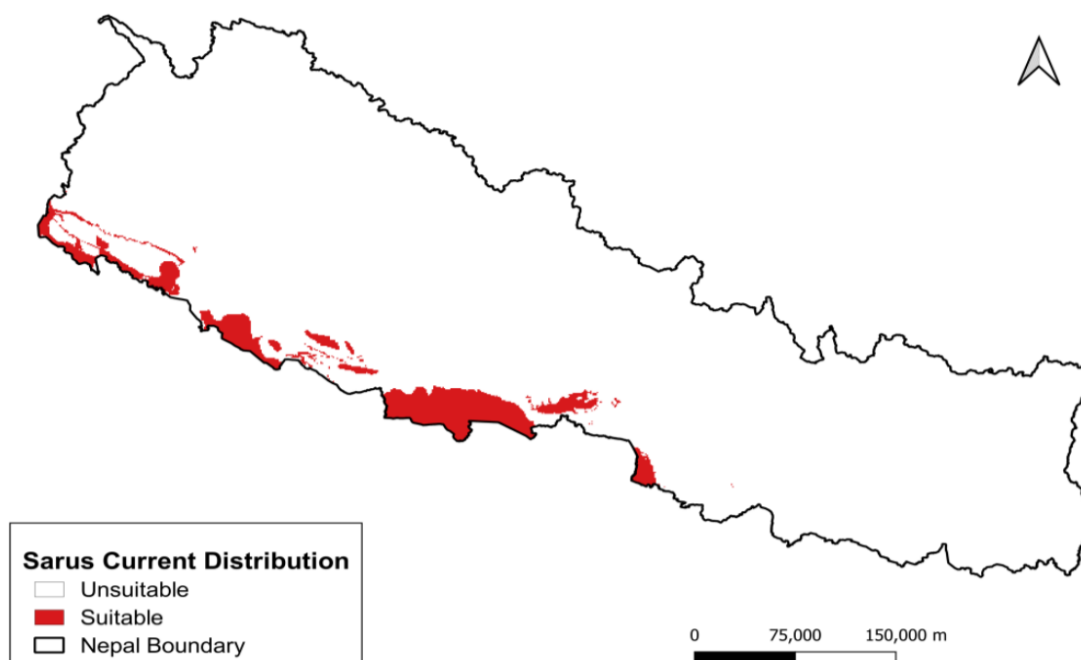 Sarus Current Distribution
Unsuitable
Suitable
Nepal Boundary
0 75,000 150,000 m